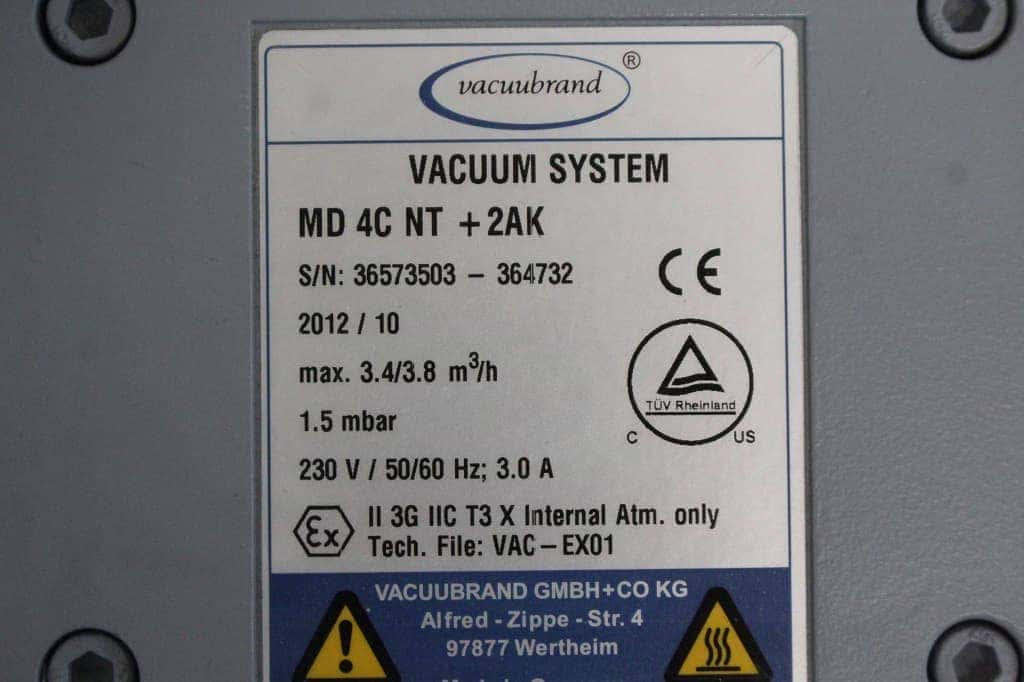 vacuubrand ®
VACUUM SYSTEM
MD 4C NT +2AK
S/N: 36573503 – 364732
2012 / 10
max. 3.4/3.8 m³/h
1.5 mbar
230 V / 50/60 Hz; 3.0 A
CE
TÜV Rheinland
C US
Ex II 3G IIC T3 X Internal Atm. only
Tech. File: VAC–EX01
VACUUBRAND GMBH+CO KG
Alfred - Zippe - Str. 4
97877 Wertheim